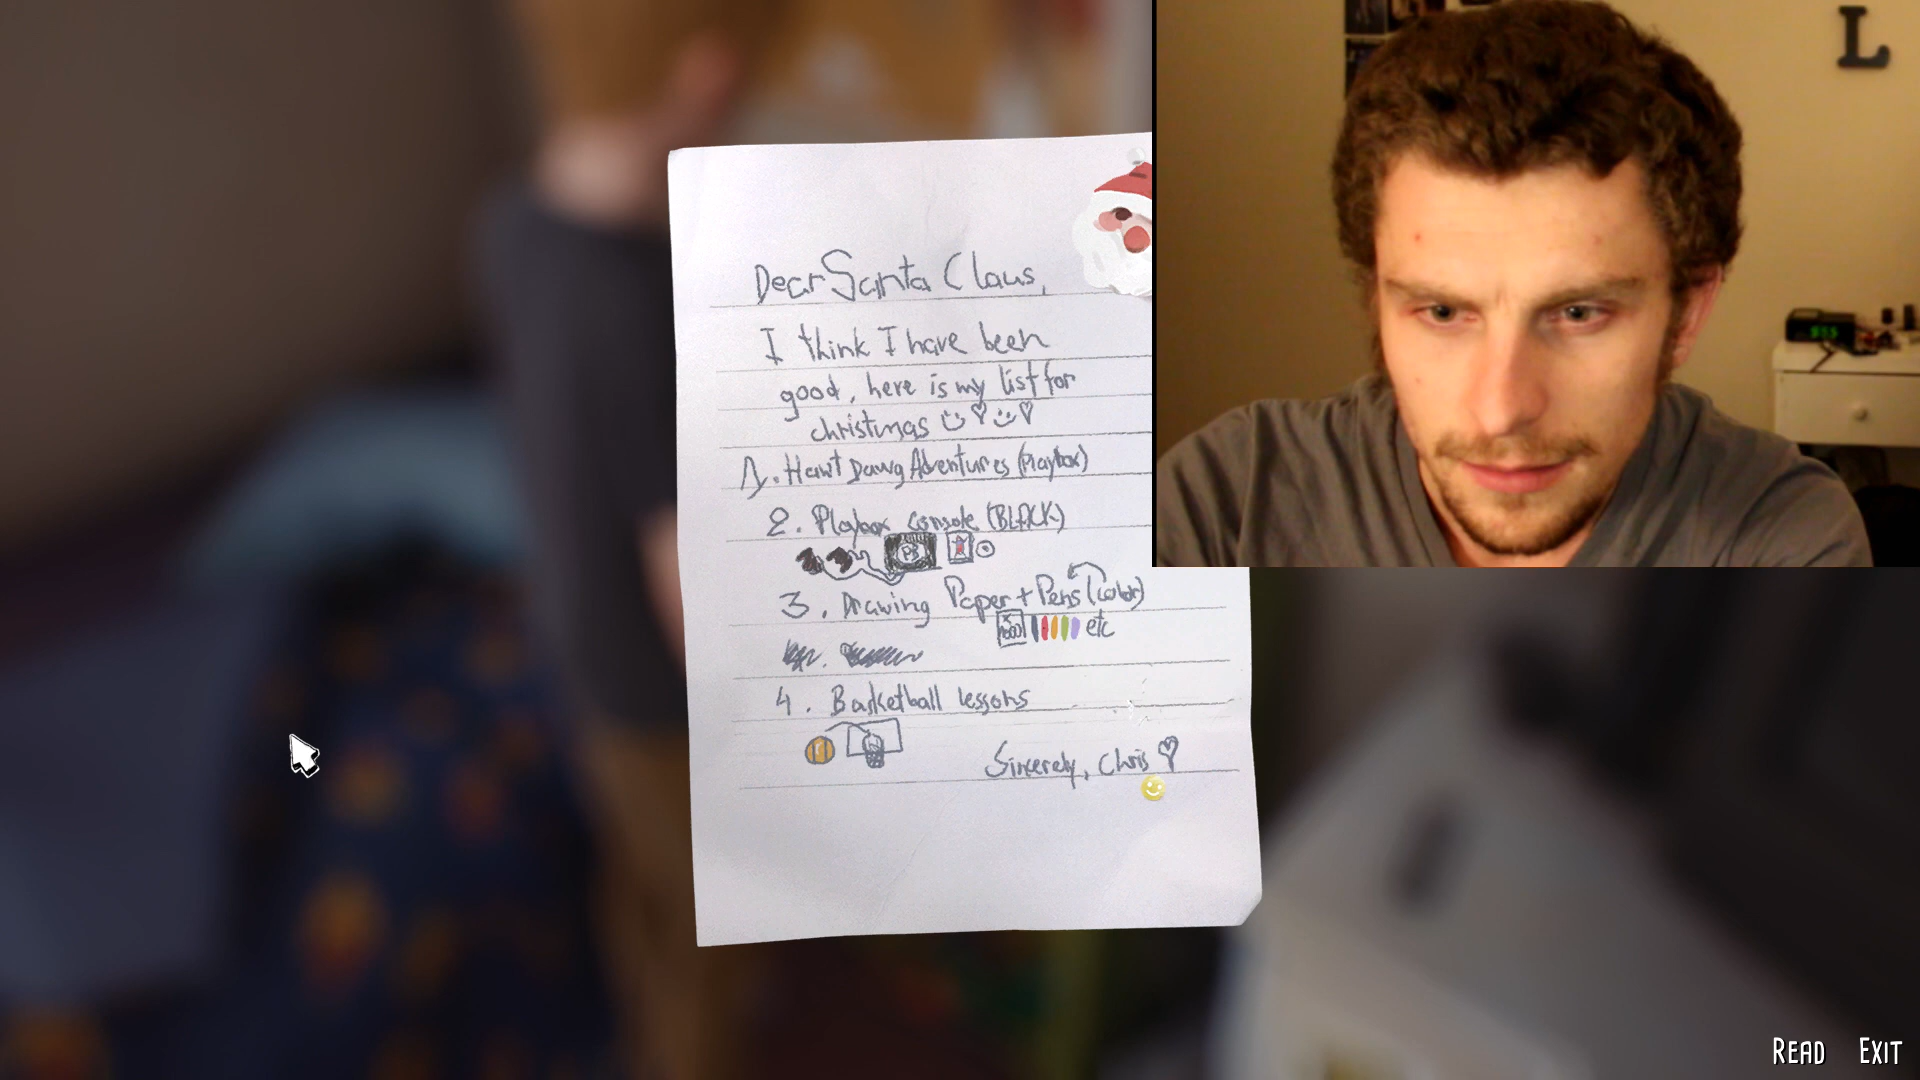 L
Dear Santa Claus,
I think I have been
good, here is my list for
christmas
1. Hawt Dawg Adventures (Playbox)
2. Playbox console (BLACK)
PB
3. Drawing Paper + Pens (color)
etc
4. Basketball lessons
Sincerely, Chris
READ EXIT